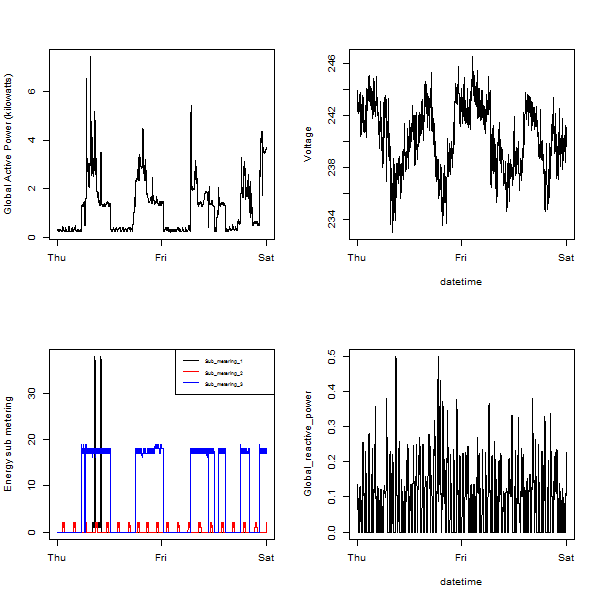 Global Active Power (kilowatts)
0 2 4 6
Thu Fri Sat
Voltage
234 238 242 246
Thu Fri Sat
datetime
Energy sub metering
0 10 20 30
Sub_metering_1
Sub_metering_2
Sub_metering_3
Thu Fri Sat
Global_reactive_power
0.0 0.1 0.2 0.3 0.4 0.5
Thu Fri Sat
datetime